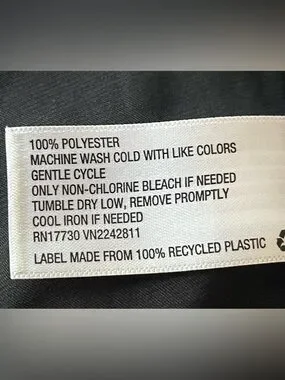 100% POLYESTER
MACHINE WASH COLD WITH LIKE COLORS
GENTLE CYCLE
ONLY NON-CHLORINE BLEACH IF NEEDED
TUMBLE DRY LOW, REMOVE PROMPTLY
COOL IRON IF NEEDED
RN17730 VN2242811
LABEL MADE FROM 100% RECYCLED PLASTIC